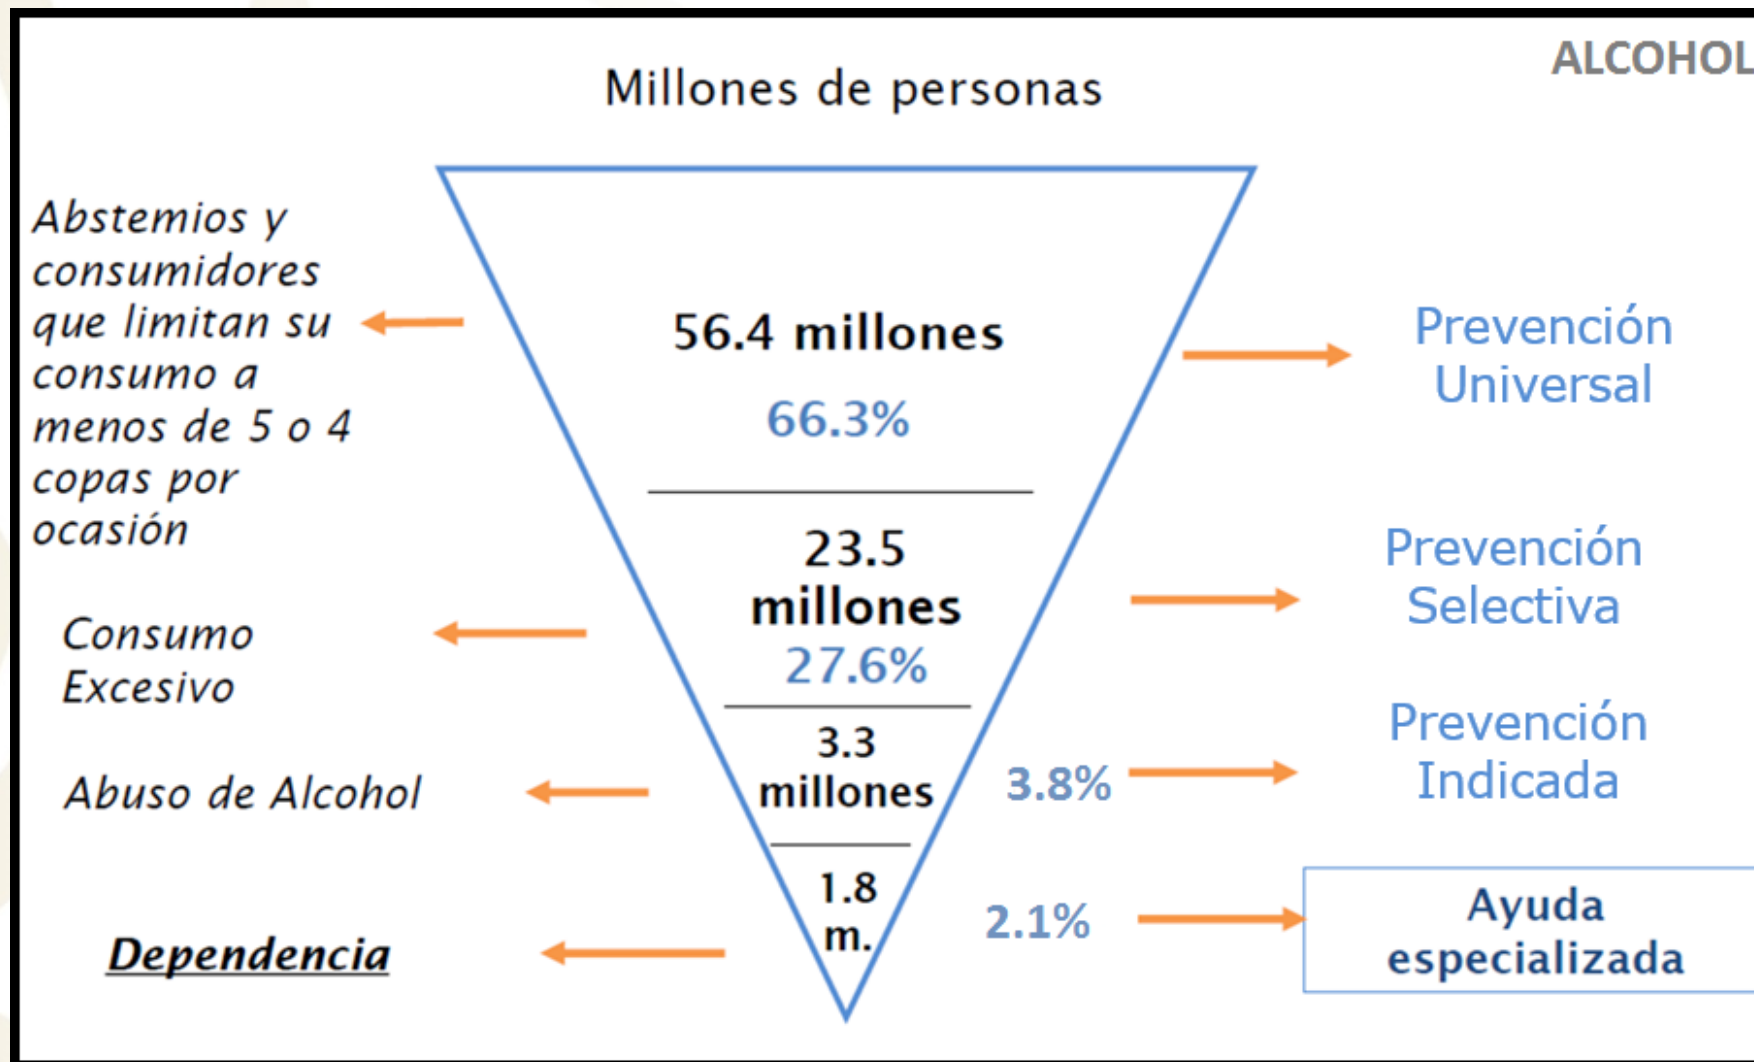 ALCOHOL
Millones de personas
Abstemios y
consumidores
que limitan su
consumo a
menos de 5 o 4
copas por
ocasión
56.4 millones
66.3%
Prevención
Universal
Consumo
Excesivo
23.5
millones
27.6%
Prevención
Selectiva
Abuso de Alcohol
3.3
millones
3.8%
Prevención
Indicada
Dependencia
1.8
m.
2.1%
Ayuda
especializada